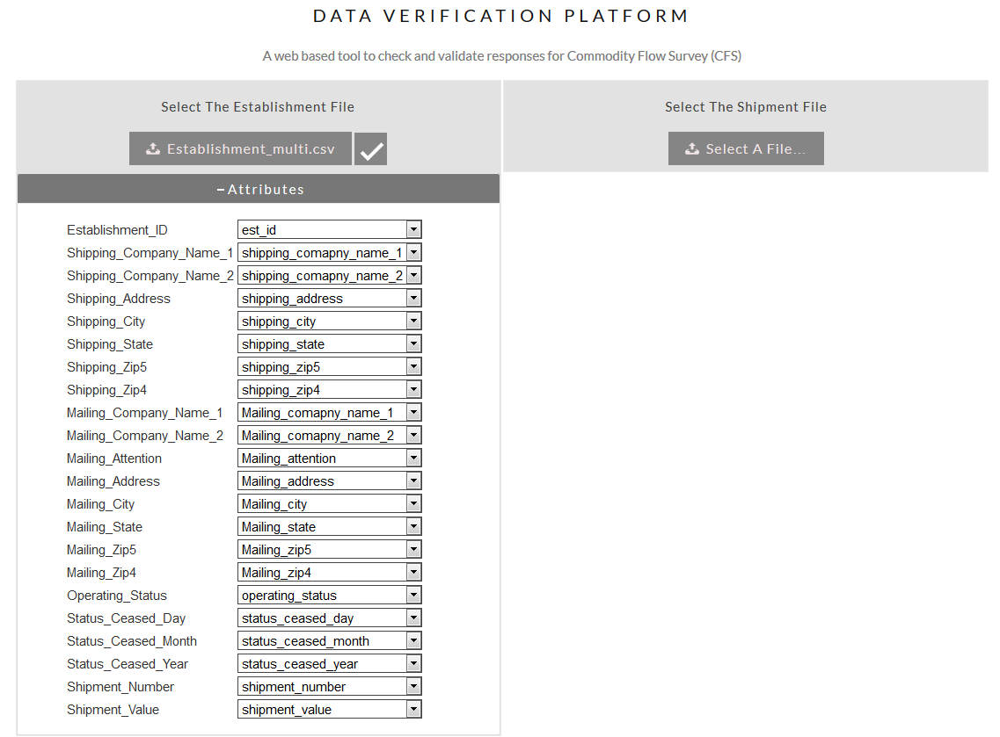 DATA VERIFICATION PLATFORM
A web based tool to check and validate responses for Commodity Flow Survey (CFS)
Select The Establishment File
Establishment_multi.csv
Select The Shipment File
Select A File...
−Attributes
Establishment_ID est_id
Shipping_Company_Name_1 shipping_comapny_name_1
Shipping_Company_Name_2 shipping_comapny_name_2
Shipping_Address shipping_address
Shipping_City shipping_city
Shipping_State shipping_state
Shipping_Zip5 shipping_zip5
Shipping_Zip4 shipping_zip4
Mailing_Company_Name_1 Mailing_comapny_name_1
Mailing_Company_Name_2 Mailing_comapny_name_2
Mailing_Attention Mailing_attention
Mailing_Address Mailing_address
Mailing_City Mailing_city
Mailing_State Mailing_state
Mailing_Zip5 Mailing_zip5
Mailing_Zip4 Mailing_zip4
Operating_Status operating_status
Status_Ceased_Day status_ceased_day
Status_Ceased_Month status_ceased_month
Status_Ceased_Year status_ceased_year
Shipment_Number shipment_number
Shipment_Value shipment_value